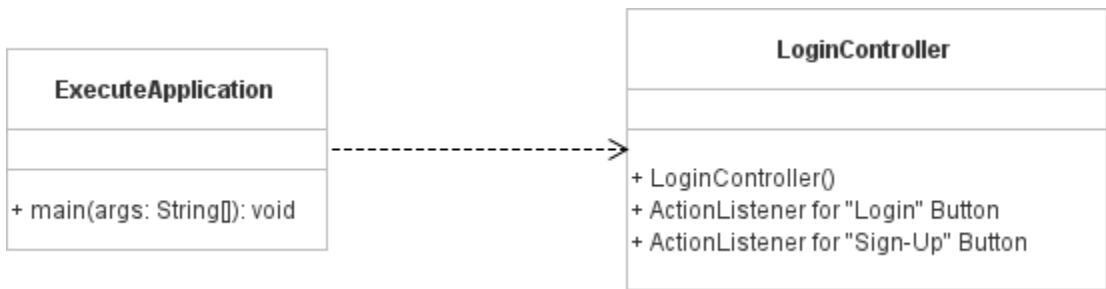 ExecuteApplication
+ main(args: String[]): void
LoginController
+ LoginController()
+ ActionListener for "Login" Button
+ ActionListener for "Sign-Up" Button